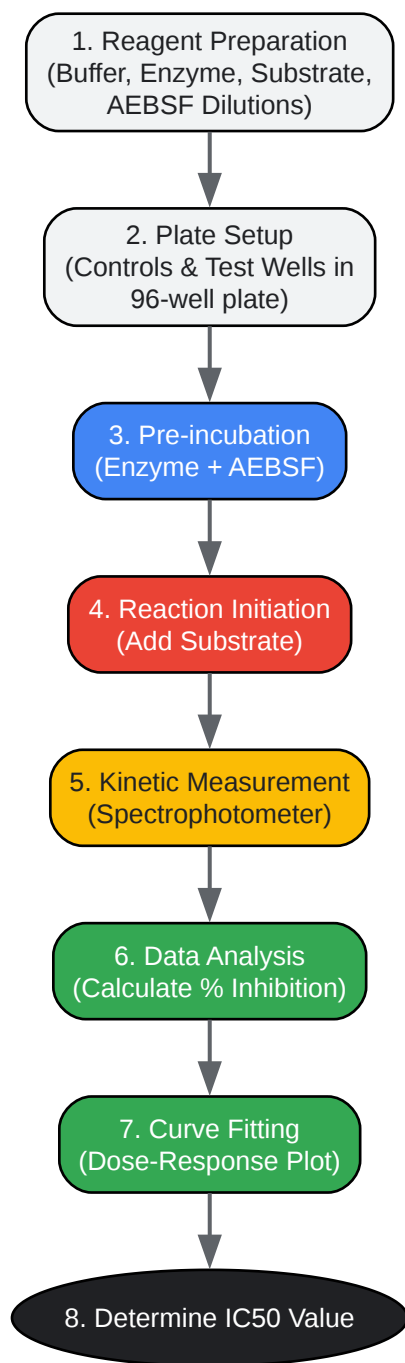 1. Reagent Preparation
(Buffer, Enzyme, Substrate,
AEBSF Dilutions)
2. Plate Setup
(Controls & Test Wells in
96-well plate)
3. Pre-incubation
(Enzyme + AEBSF)
4. Reaction Initiation
(Add Substrate)
5. Kinetic Measurement
(Spectrophotometer)
6. Data Analysis
(Calculate % Inhibition)
7. Curve Fitting
(Dose-Response Plot)
8. Determine IC50 Value